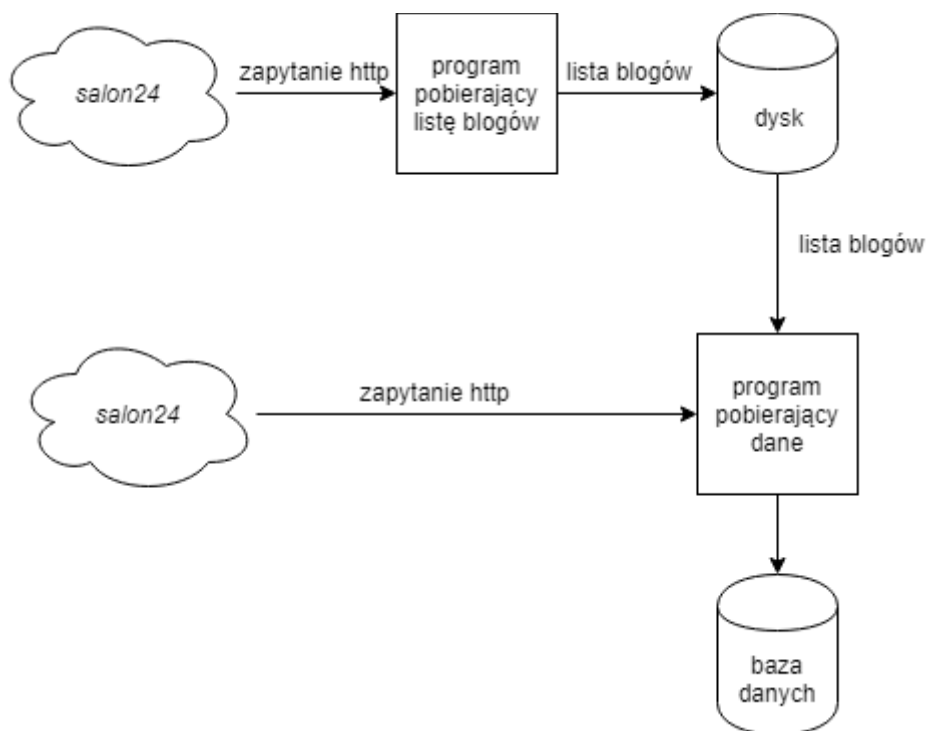 salon24
zapytanie http
program
pobierający
listę blogów
lista blogów
dysk
lista blogów
salon24
zapytanie http
program
pobierający
dane
baza
danych